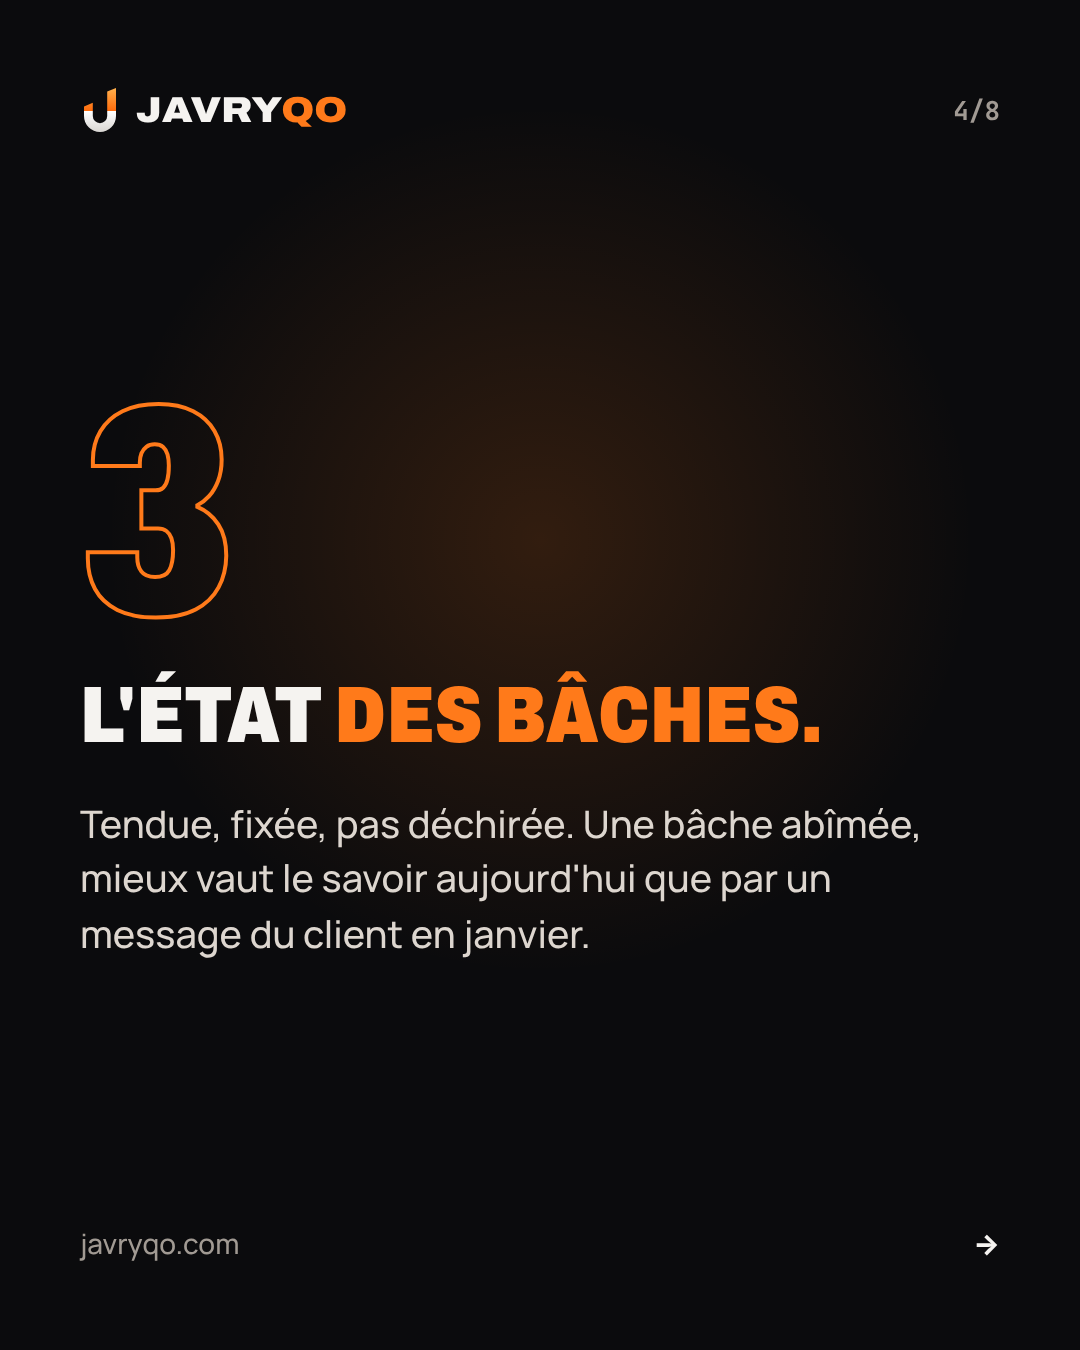 JAVRYQO
4/8
3
L'ÉTAT DES BÂCHES.
Tendue, fixée, pas déchirée. Une bâche abîmée,
mieux vaut le savoir aujourd'hui que par un
message du client en janvier.
javryqo.com
→